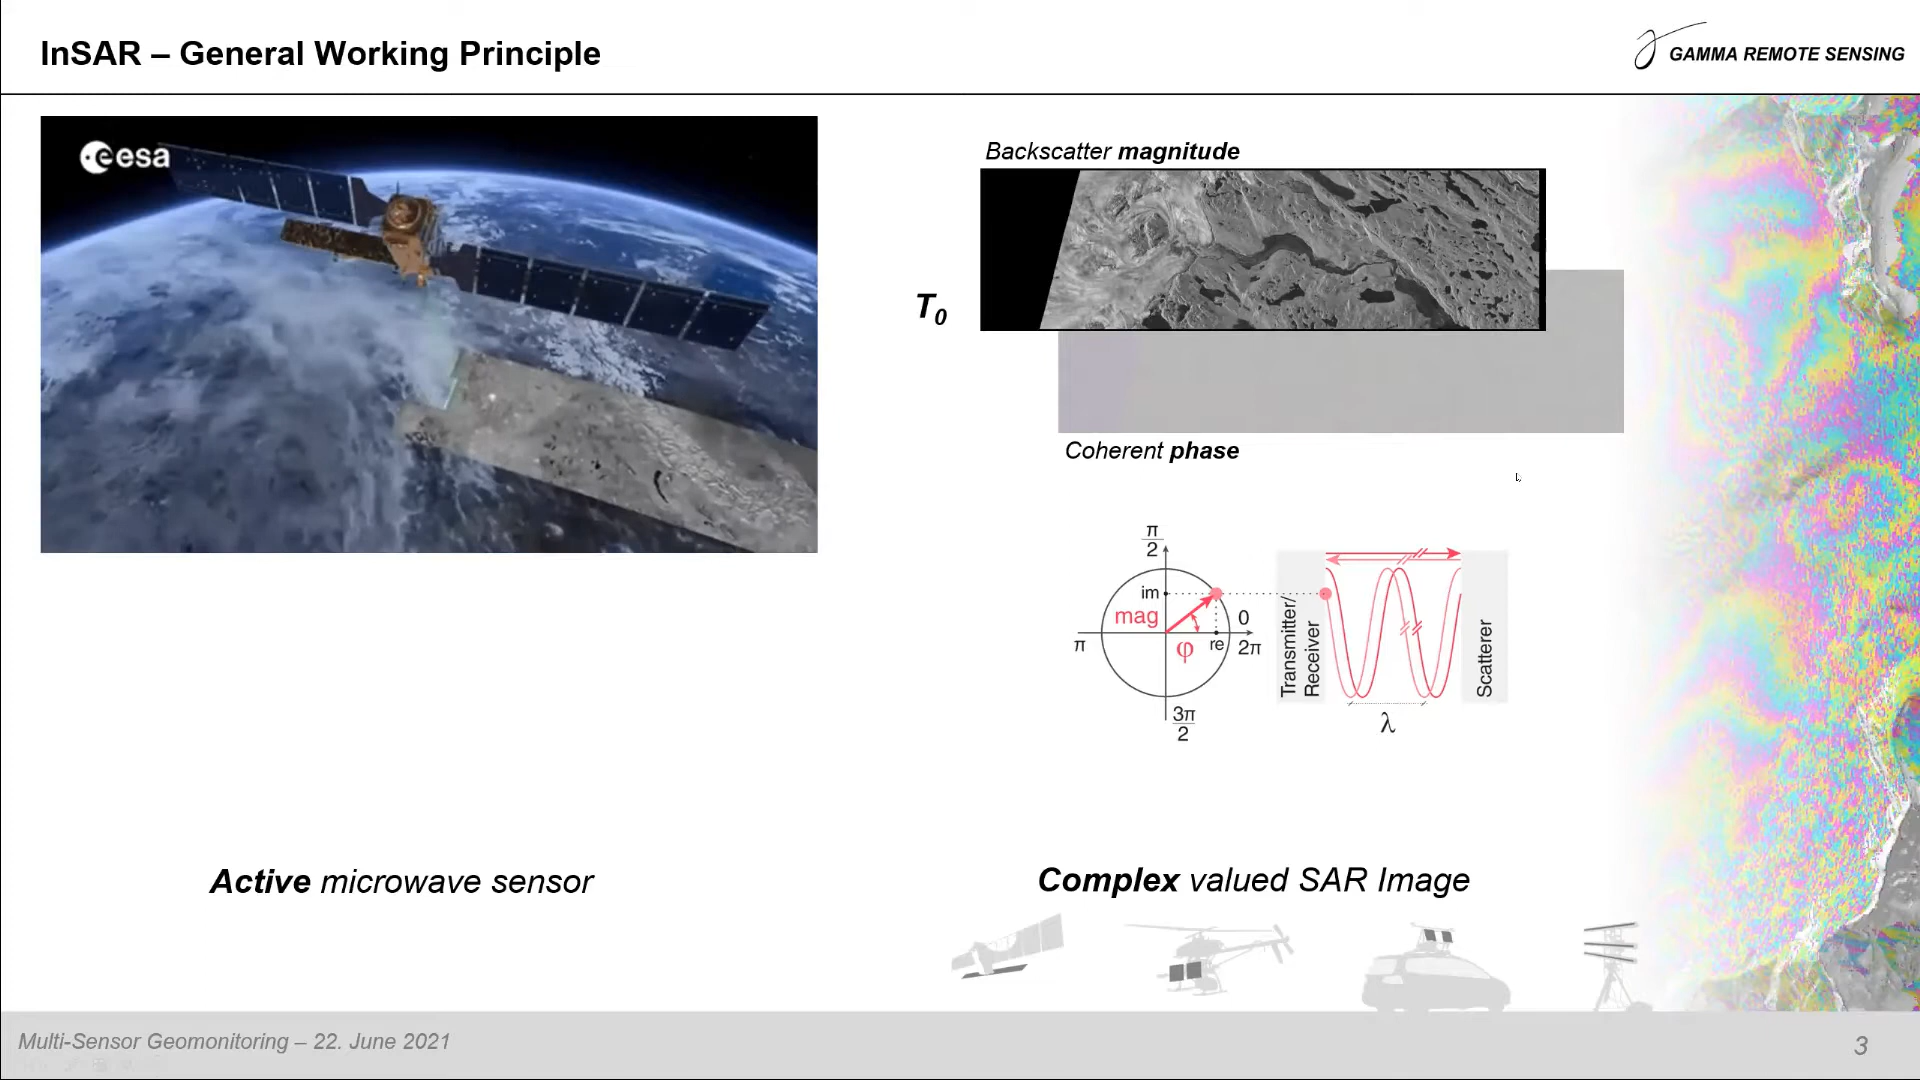 InSAR – General Working Principle
GAMMA REMOTE SENSING
eesa
Backscatter magnitude
T0
Coherent phase
π
2
im
mag
0
π
φ
re
2π
3π
2
Transmitter/
Receiver
Scatterer
λ
Active microwave sensor
Complex valued SAR Image
Multi-Sensor Geomonitoring – 22. June 2021
3